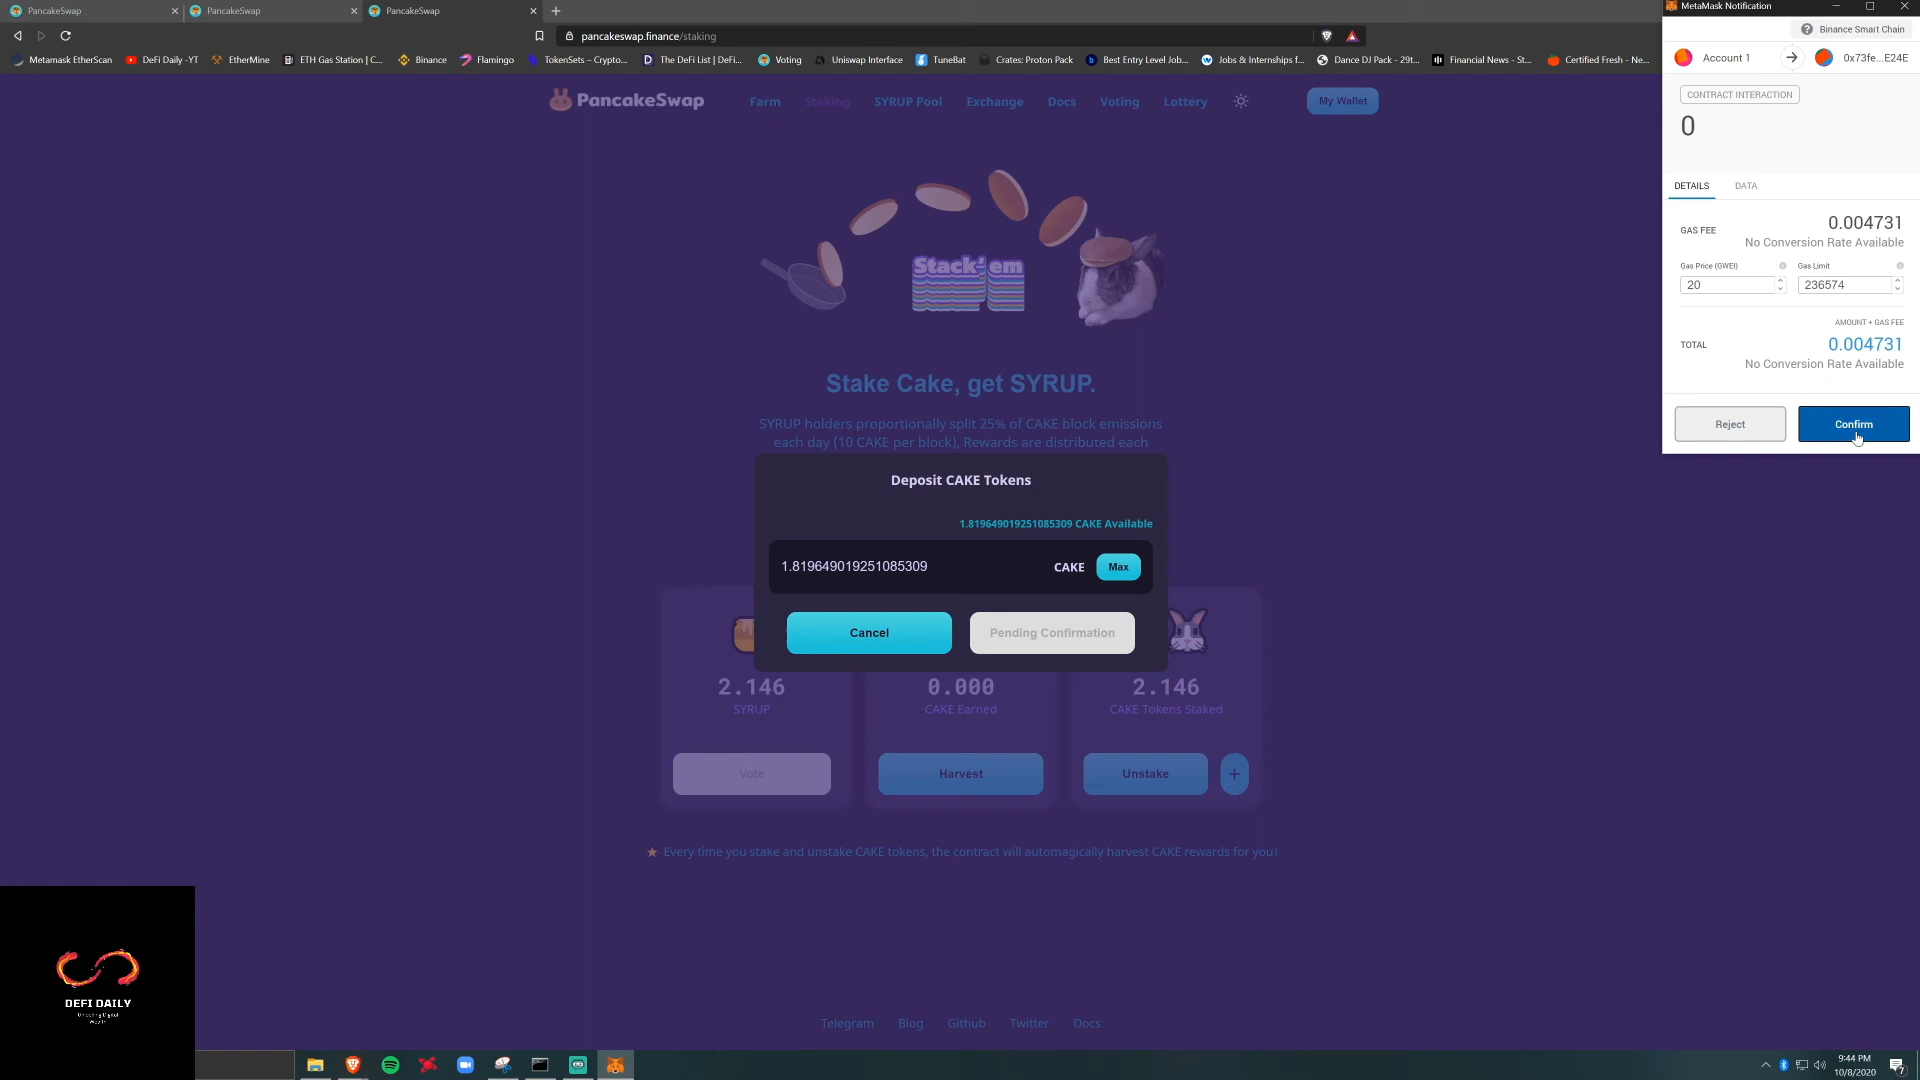 PancakeSwap
PancakeSwap
PancakeSwap
MetaMask Notification
pancakeswap.finance/staking
Metamask EtherScan
DeFi Daily -YT
EtherMine
ETH Gas Station | C...
Binance
Flamingo
TokenSets – Crypto...
The DeFi List | DeFi...
Voting
Uniswap Interface
TuneBat
Crates: Proton Pack
Best Entry Level Job...
Jobs & Internships f...
Dance DJ Pack - 29t...
Financial News - St...
Certified Fresh - Ne...
Binance Smart Chain
Account 1
0x73fe...E24E
CONTRACT INTERACTION
0
DETAILS
DATA
GAS FEE
0.004731
No Conversion Rate Available
Gas Price (GWEI)
Gas Limit
20
236574
AMOUNT + GAS FEE
TOTAL
0.004731
No Conversion Rate Available
Reject
Confirm
PancakeSwap
Farm
Staking
SYRUP Pool
Exchange
Docs
Voting
Lottery
My Wallet
Stack'em
Stake Cake, get SYRUP.
SYRUP holders proportionally split 25% of CAKE block emissions
each day (10 CAKE per block), Rewards are distributed each
Deposit CAKE Tokens
1.819649019251085309 CAKE Available
1.819649019251085309
CAKE
Max
Cancel
Pending Confirmation
2.146
SYRUP
Vote
0.000
CAKE Earned
Harvest
2.146
CAKE Tokens Staked
Unstake
+
Every time you stake and unstake CAKE tokens, the contract will automagically harvest CAKE rewards for you!
DEFI DAILY
Unlocking Digital
Wealth
Telegram
Blog
Github
Twitter
Docs
9:44 PM
10/8/2020
7